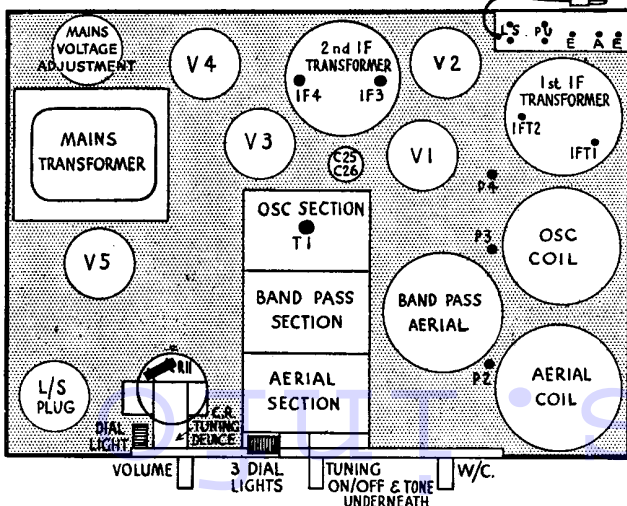 MAINS
VOLTAGE
ADJUSTMENT
V4
2nd IF
TRANSFORMER
IF4
IF3
V2
LS PU
E A E
1st IF
TRANSFORMER
IFT2
IFT1
MAINS
TRANSFORMER
V3
C25
C26
V1
P4
OSC SECTION
T1
P3
OSC
COIL
V5
BAND PASS
SECTION
BAND PASS
AERIAL
L/S
PLUG
R11
AERIAL
SECTION
P2
AERIAL
COIL
DIAL
LIGHT
C.R.
TUNING
DEVICE
VOLUME
3 DIAL
LIGHTS
TUNING
ON/OFF & TONE
UNDERNEATH
W/C.